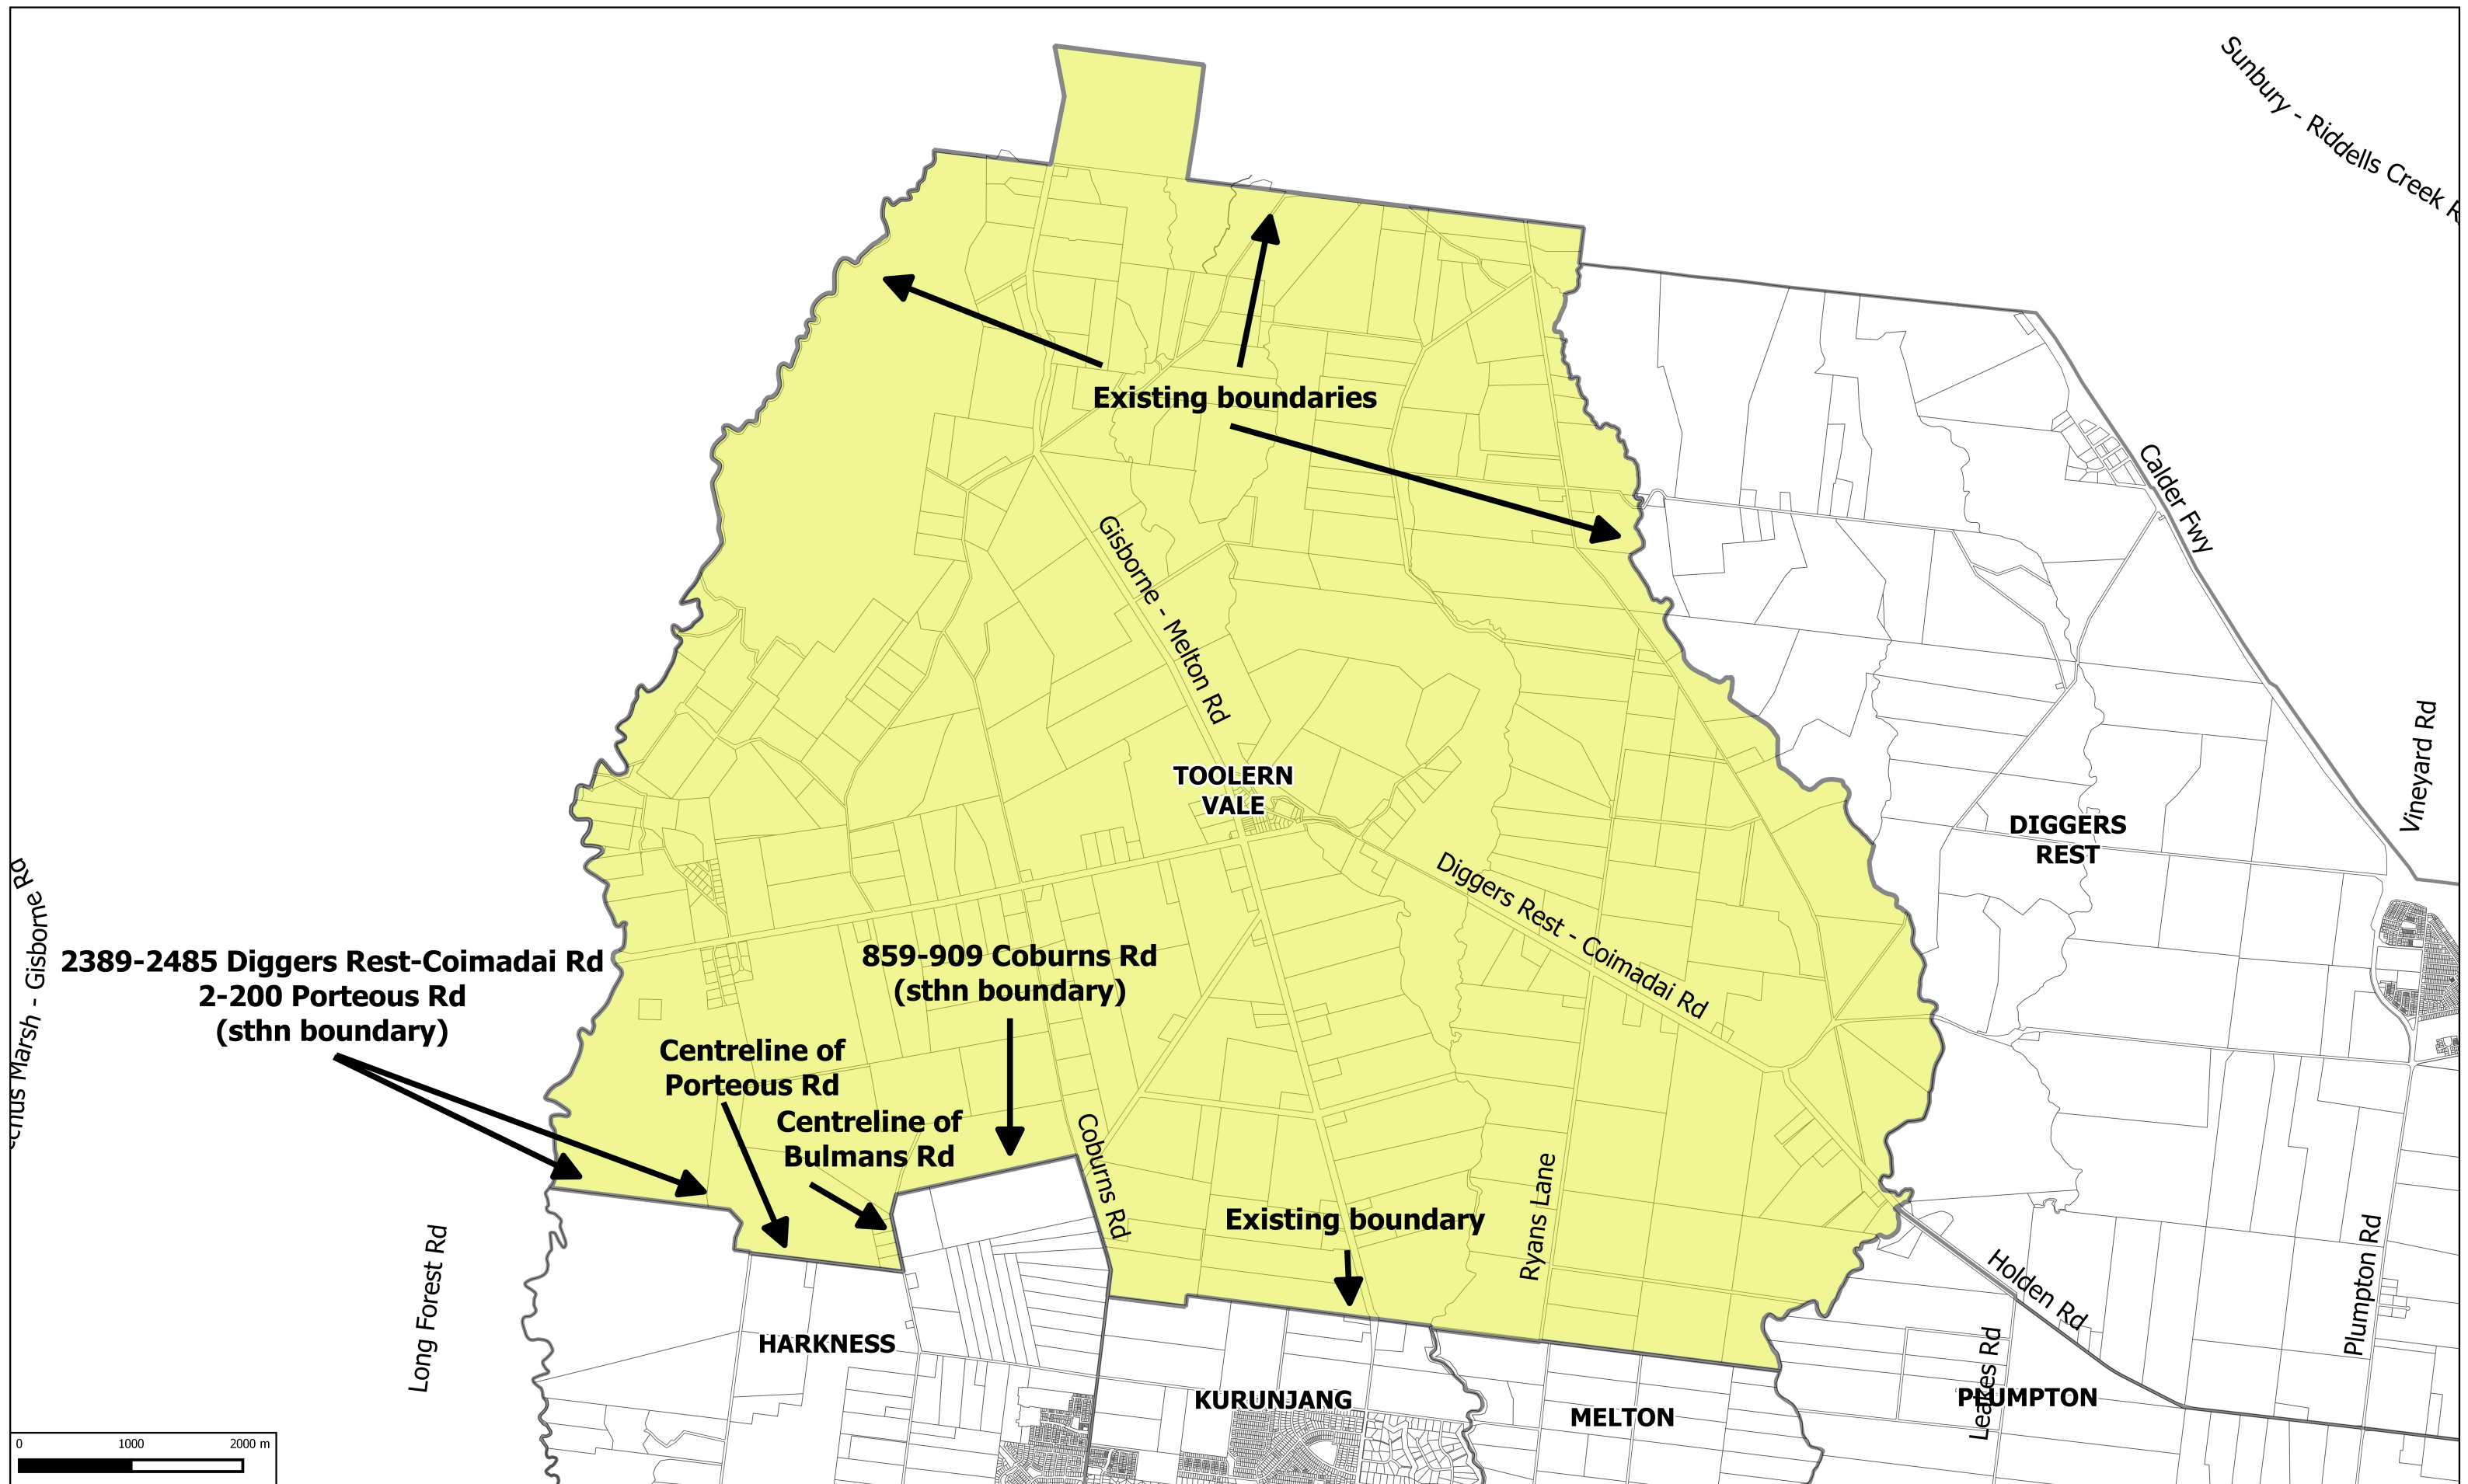 Sunbury - Riddells Creek R
Existing boundaries
Calder Fwy
Gisborne - Melton Rd
Vineyard Rd
TOOLERN
VALE
DIGGERS
REST
Diggers Rest - Coimadai Rd
Marsh - Gisborne Rd
2389-2485 Diggers Rest-Coimadai Rd
2-200 Porteous Rd
(sthn boundary)
859-909 Coburns Rd
(sthn boundary)
Centreline of
Porteous Rd
Centreline of
Bulmans Rd
Coburns Rd
Existing boundary
Ryans Lane
Long Forest Rd
Holden Rd
Plumpton Rd
Leakes Rd
HARKNESS
KURUNJANG
MELTON
PLUMPTON
0 1000 2000 m